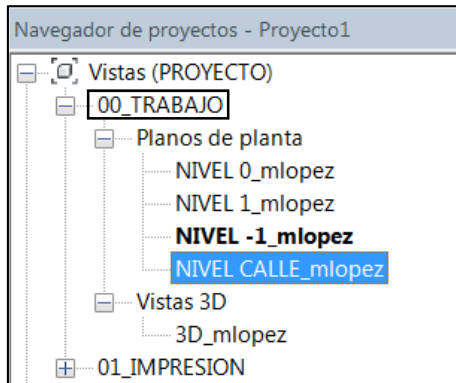 Navegador de proyectos - Proyecto1
Vistas (PROYECTO)
00_TRABAJO
Planos de planta
NIVEL 0_mlopez
NIVEL 1_mlopez
NIVEL -1_mlopez
NIVEL CALLE_mlopez
Vistas 3D
3D_mlopez
01_IMPRESION